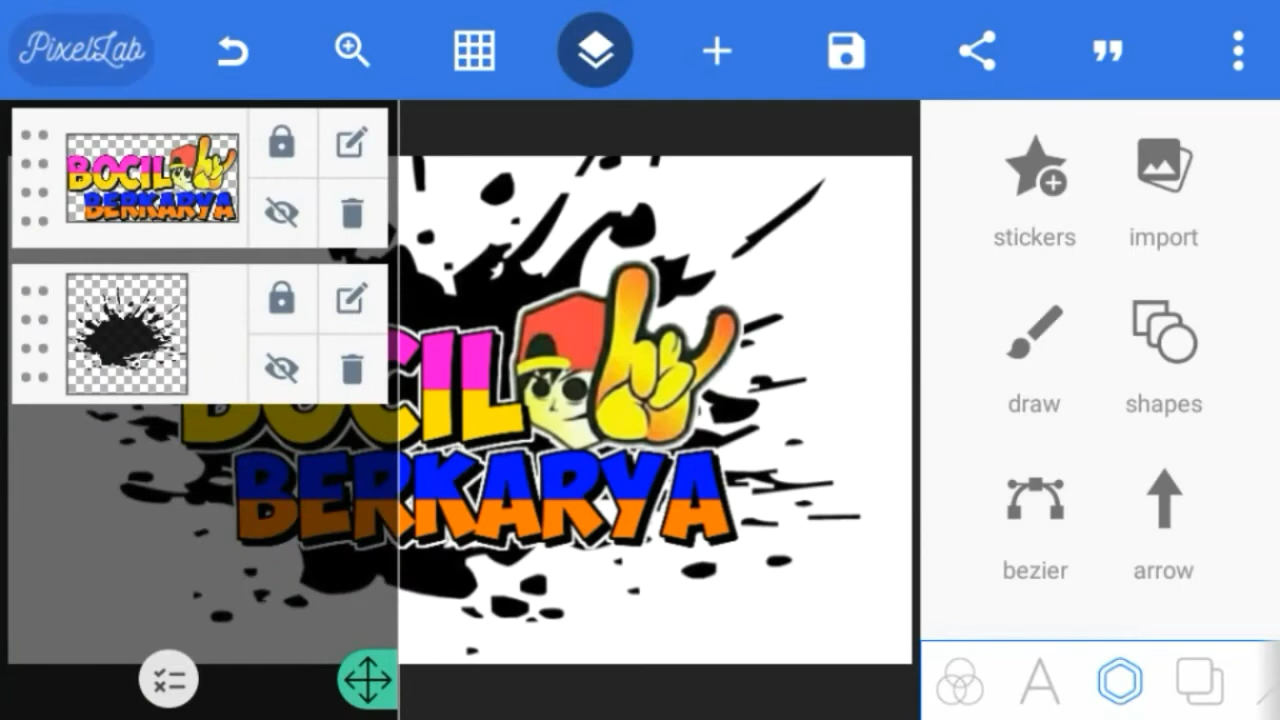 PixelLab
BOCIL
BERKARYA
stickers
import
BOCIL
BERKARYA
draw
shapes
bezier
arrow